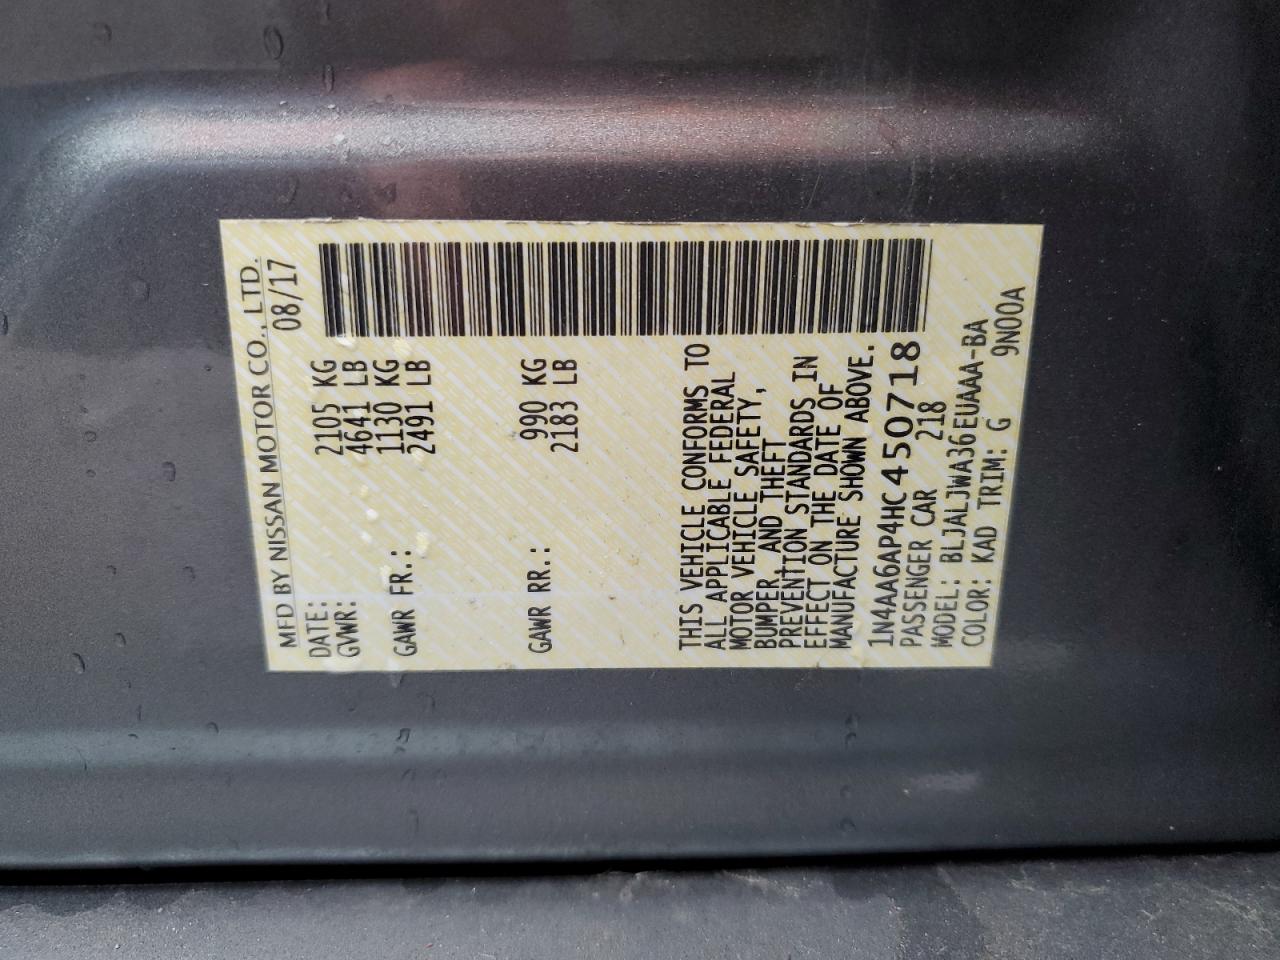 MFD BY NISSAN MOTOR CO., LTD.
DATE: 08/17
GVWR: 2105 KG
4641 LB
GAWR FR.: 1130 KG
2491 LB
GAWR RR.: 990 KG
2183 LB
THIS VEHICLE CONFORMS TO
ALL APPLICABLE FEDERAL
MOTOR VEHICLE SAFETY,
BUMPER, AND THEFT
PREVENTION STANDARDS IN
EFFECT ON THE DATE OF
MANUFACTURE SHOWN ABOVE.
1N4AA6AP4HC450718
PASSENGER CAR 218
MODEL: BLJALJWA36EUAAA-BA
COLOR: KAD TRIM: G 9N00A